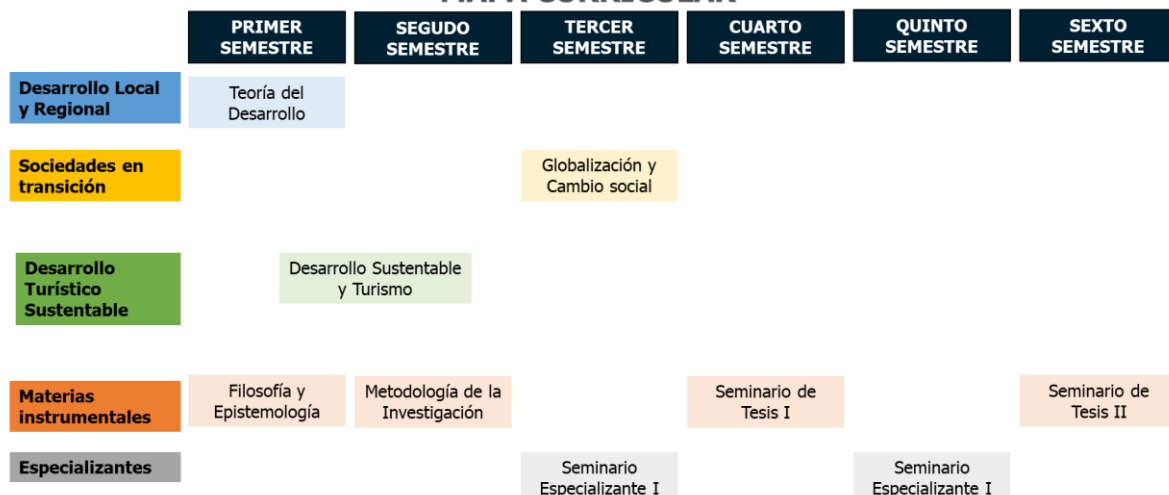 MAPA CURRICULAR
PRIMER
SEMESTRE
SEGUDO
SEMESTRE
TERCER
SEMESTRE
CUARTO
SEMESTRE
QUINTO
SEMESTRE
SEXTO
SEMESTRE
Desarrollo Local
y Regional
Teoría del
Desarrollo
Sociedades en
transición
Globalización y
Cambio social
Desarrollo
Turístico
Sustentable
Desarrollo Sustentable
y Turismo
Materias
instrumentales
Filosofía y
Epistemología
Metodología de la
Investigación
Seminario de
Tesis I
Seminario de
Tesis II
Especializantes
Seminario
Especializante I
Seminario
Especializante I